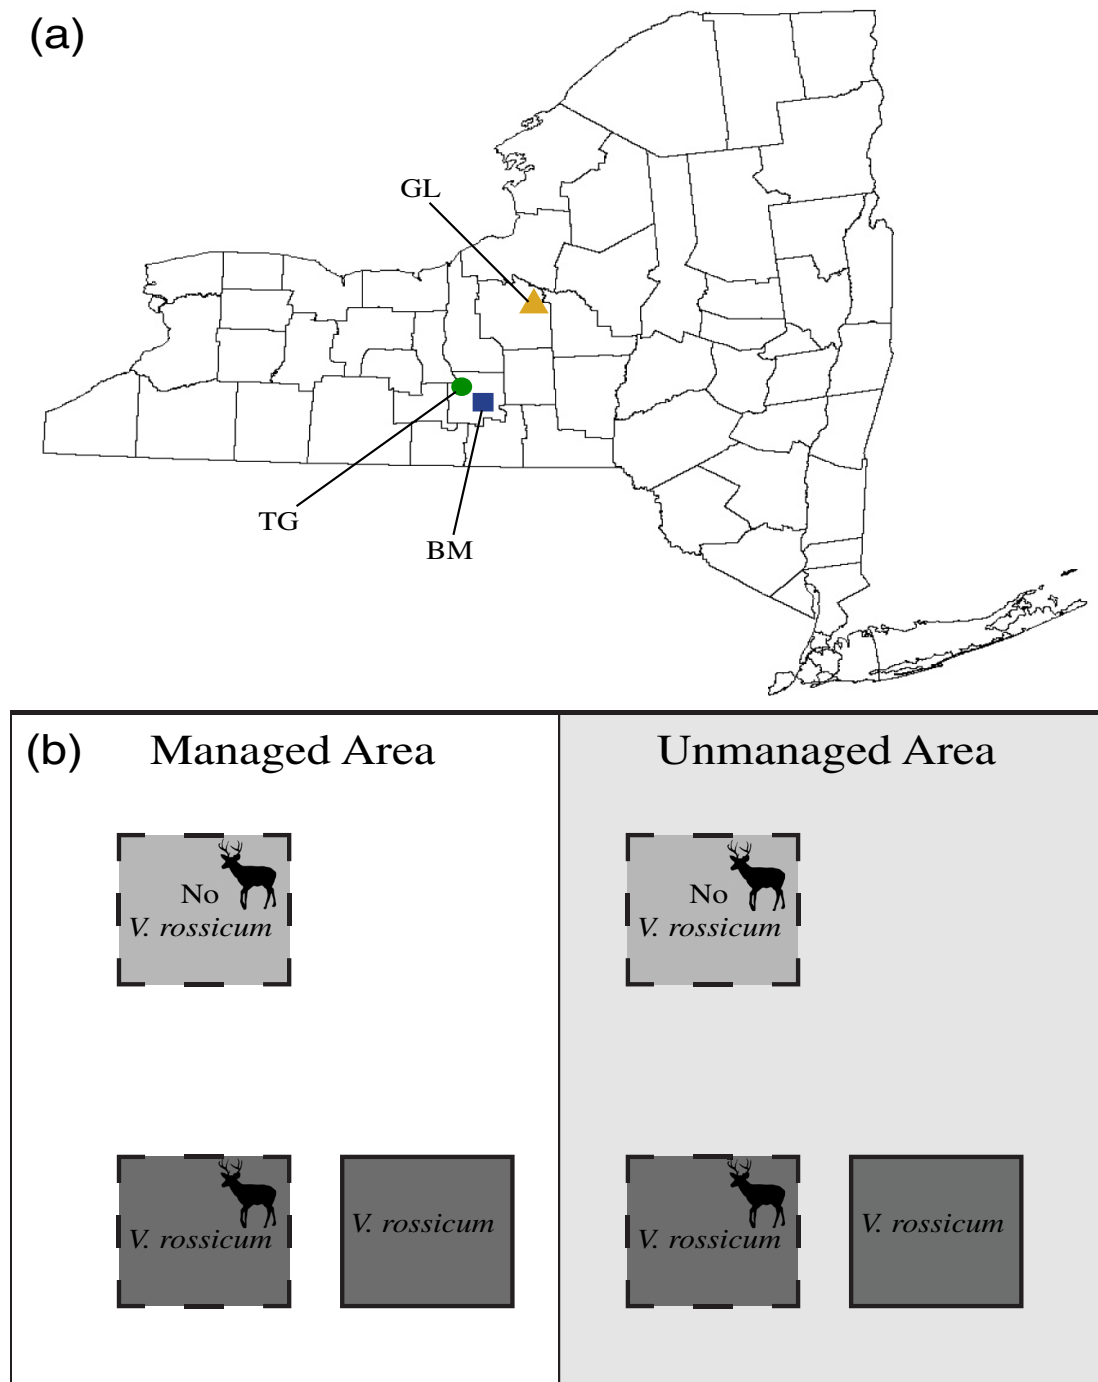 (a)
GL
TG
BM
(b)
Managed Area
Unmanaged Area
No
V. rossicum
No
V. rossicum
V. rossicum
V. rossicum
V. rossicum
V. rossicum